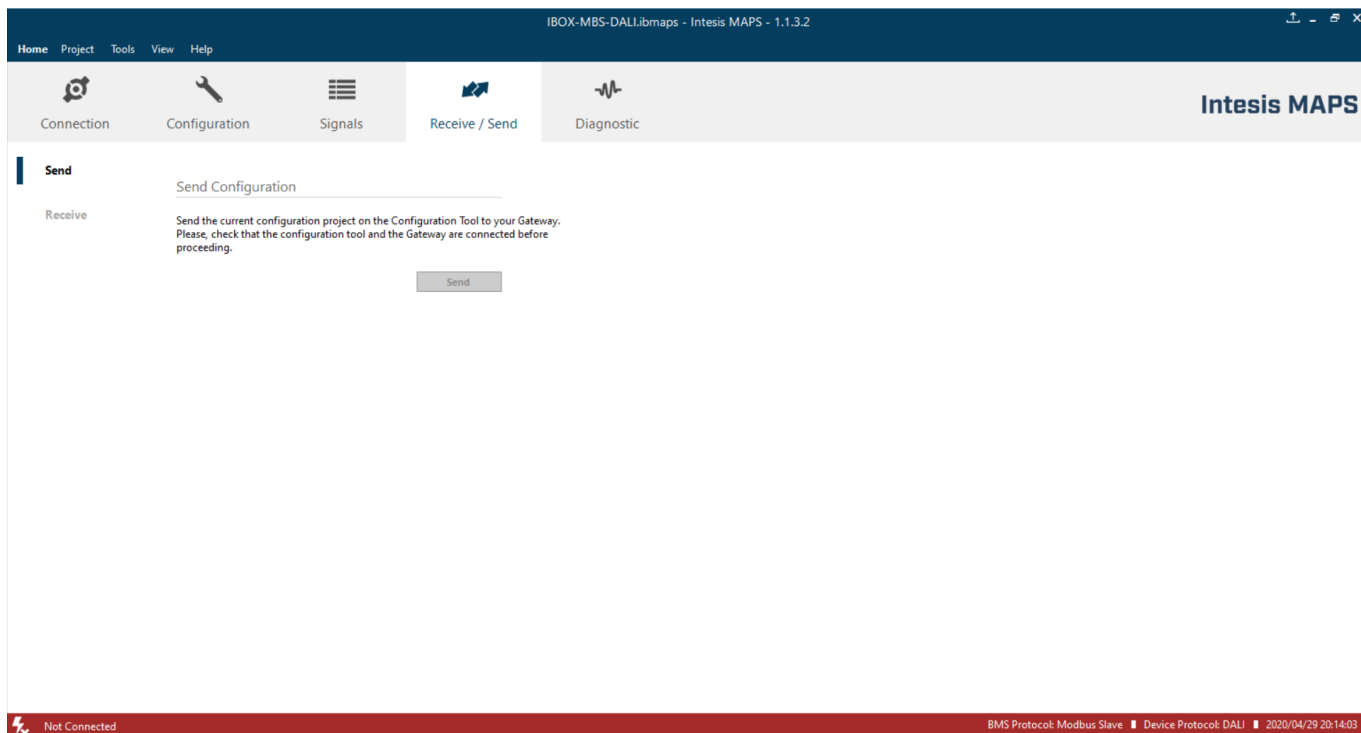 IBOX-MBS-DALI.ibmaps - Intesis MAPS - 1.1.3.2
Home Project Tools View Help
Connection Configuration Signals Receive / Send Diagnostic
Intesis MAPS
Send
Receive
Send Configuration
Send the current configuration project on the Configuration Tool to your Gateway.
Please, check that the configuration tool and the Gateway are connected before
proceeding.
Send
Not Connected
BMS Protocol: Modbus Slave Device Protocol: DALI 2020/04/29 20:14:03